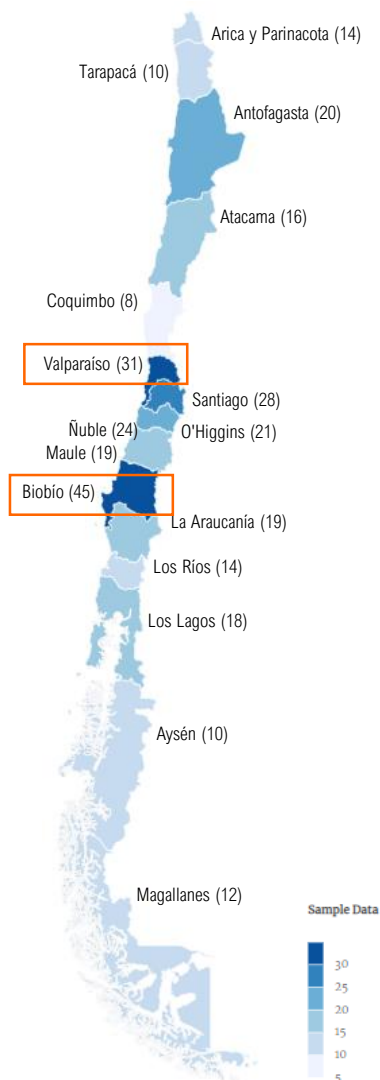 Arica y Parinacota (14)
Tarapacá (10)
Antofagasta (20)
Atacama (16)
Coquimbo (8)
Valparaíso (31)
Santiago (28)
Ñuble (24)
O'Higgins (21)
Maule (19)
Biobío (45)
La Araucanía (19)
Los Ríos (14)
Los Lagos (18)
Aysén (10)
Magallanes (12)
Sample Data
30
25
20
15
10
5